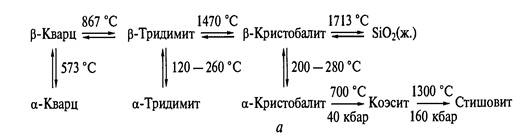 867 °C 1470 °C 1713 °C
β-Кварц β-Тридимит β-Кристобалит SiO₂(ж.)
573 °C 120—260 °C 200—280 °C
700 °C 1300 °C
α-Кварц α-Тридимит α-Кристобалит Коэсит Стишовит
40 кбар 160 кбар
а